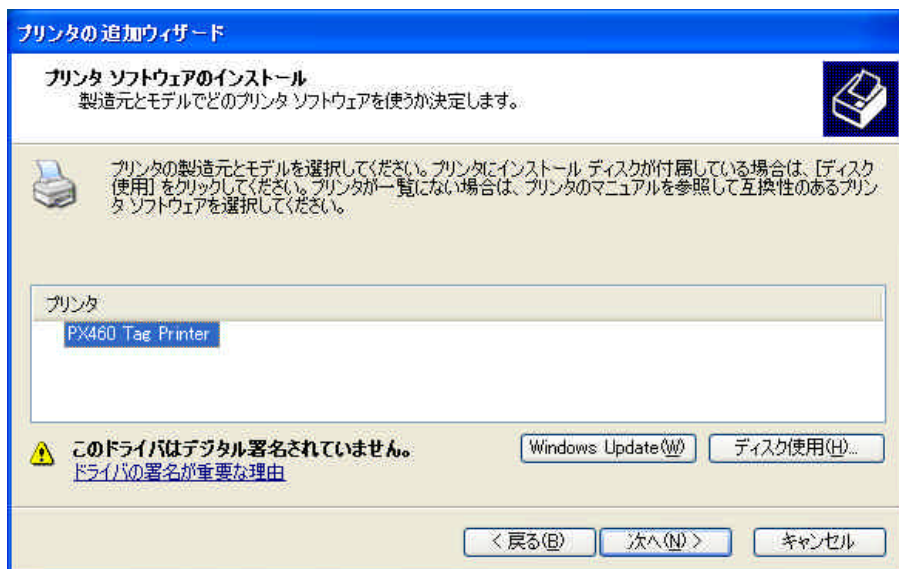 プリンタの追加ウィザード
プリンタ ソフトウェアのインストール
製造元とモデルでどのプリンタ ソフトウェアを使うか決定します。
プリンタの製造元とモデルを選択してください。プリンタにインストール ディスクが付属している場合は、[ディスク
使用] をクリックしてください。プリンタが一覧にない場合は、プリンタのマニュアルを参照して互換性のあるプリン
タ ソフトウェアを選択してください。
プリンタ
PX460 Tag Printer
このドライバはデジタル署名されていません。
ドライバの署名が重要な理由
Windows Update(W)
ディスク使用(H)...
< 戻る(B)
次へ(N) >
キャンセル